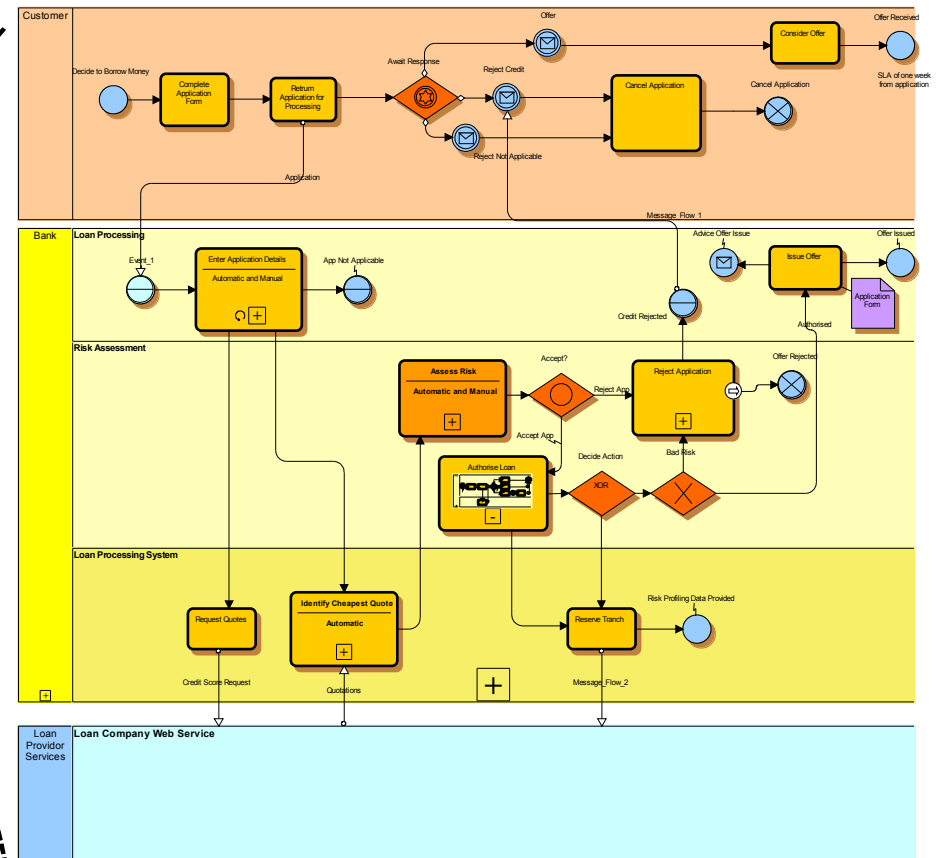 Customer
Decide to Borrow Money
Complete
Application
Form
Retrurn
Application for
Processing
Await Response
Offer
Reject Credit
Reject Not Applicable
Consider Offer
Offer Received
SLA of one week
from application
Cancel Application
Cancel Application
Application
Message_Flow_1
Bank
Loan Processing
Event_1
Enter Application Details
Automatic and Manual
App Not Applicable
Credit Rejected
Advice Offer Issue
Issue Offer
Offer Issued
Application
Form
Authorised
Risk Assessment
Assess Risk
Automatic and Manual
Accept?
Reject App
Accept App
Reject Application
Offer Rejected
Authorise Loan
Decide Action
XOR
Bad Risk
Loan Processing System
Request Quotes
Identify Cheapest Quote
Automatic
Reserve Tranch
Risk Profiling Data Provided
Credit Score Request
Quotations
Message_Flow_2
Loan
Providor
Services
Loan Company Web Service